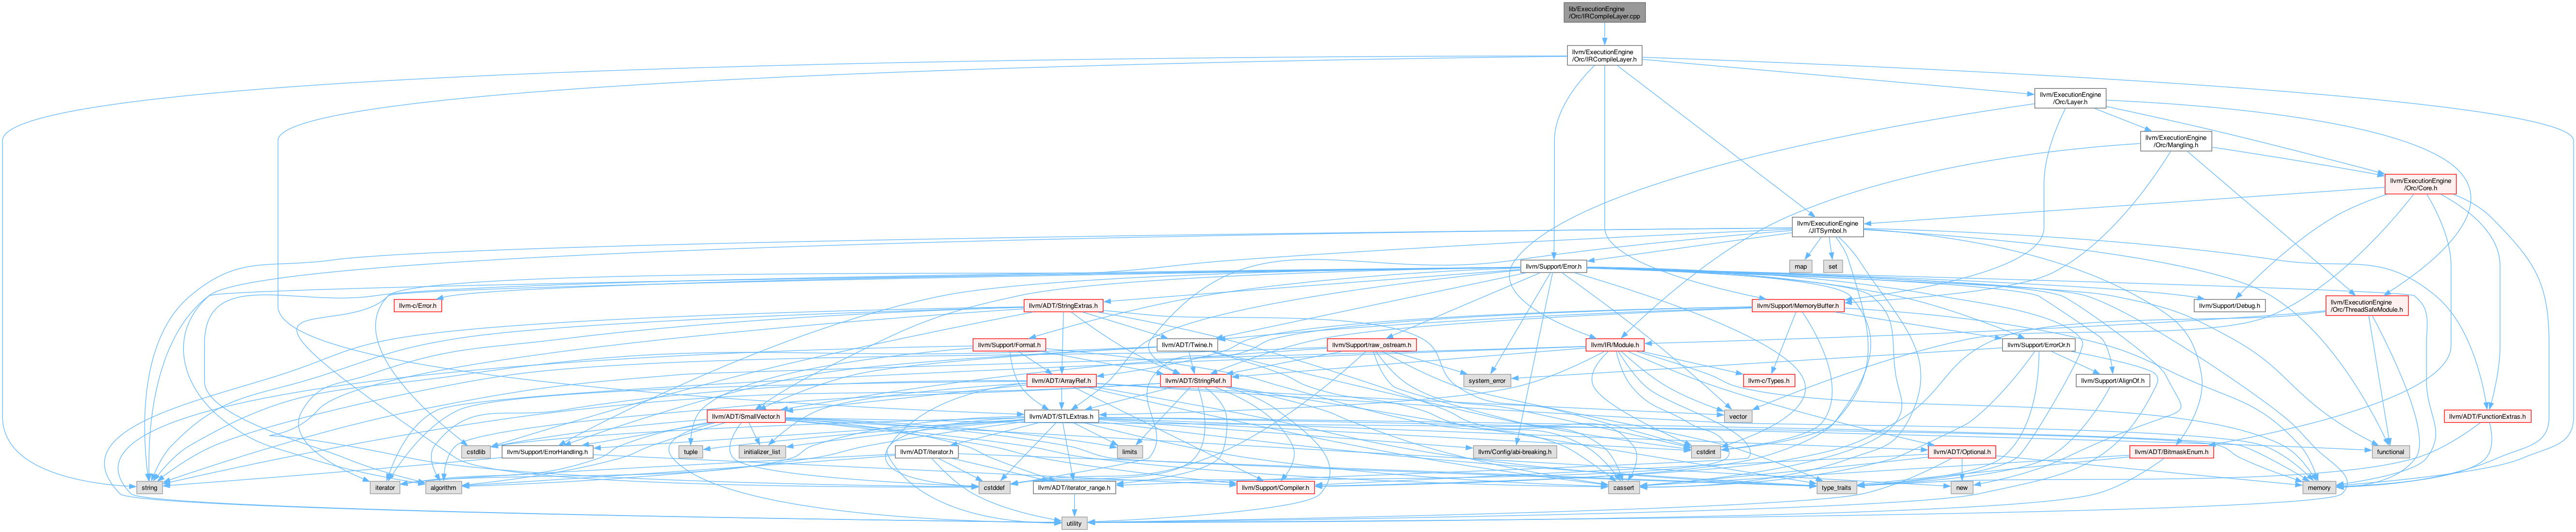 lib/ExecutionEngine
/Orc/IRCompileLayer.cpp
llvm/ExecutionEngine
/Orc/IRCompileLayer.h
llvm/ExecutionEngine
/Orc/Layer.h
llvm/ExecutionEngine
/Orc/Mangling.h
llvm/ExecutionEngine
/Orc/Core.h
llvm/ExecutionEngine
/JITSymbol.h
map
set
llvm/Support/Error.h
llvm-c/Error.h
llvm/ADT/StringExtras.h
llvm/Support/MemoryBuffer.h
llvm/Support/Debug.h
llvm/ExecutionEngine
/Orc/ThreadSafeModule.h
llvm/Support/Format.h
llvm/ADT/Twine.h
llvm/Support/raw_ostream.h
llvm/IR/Module.h
llvm/Support/ErrorOr.h
llvm/ADT/ArrayRef.h
llvm/ADT/StringRef.h
system_error
llvm-c/Types.h
llvm/Support/AlignOf.h
llvm/ADT/SmallVector.h
llvm/ADT/STLExtras.h
vector
llvm/ADT/FunctionExtras.h
cstdlib
llvm/Support/ErrorHandling.h
tuple
initializer_list
limits
llvm/ADT/iterator.h
llvm/Config/abi-breaking.h
cstdint
llvm/ADT/Optional.h
llvm/ADT/BitmaskEnum.h
functional
string
iterator
algorithm
cstddef
llvm/ADT/iterator_range.h
llvm/Support/Compiler.h
cassert
type_traits
new
memory
utility